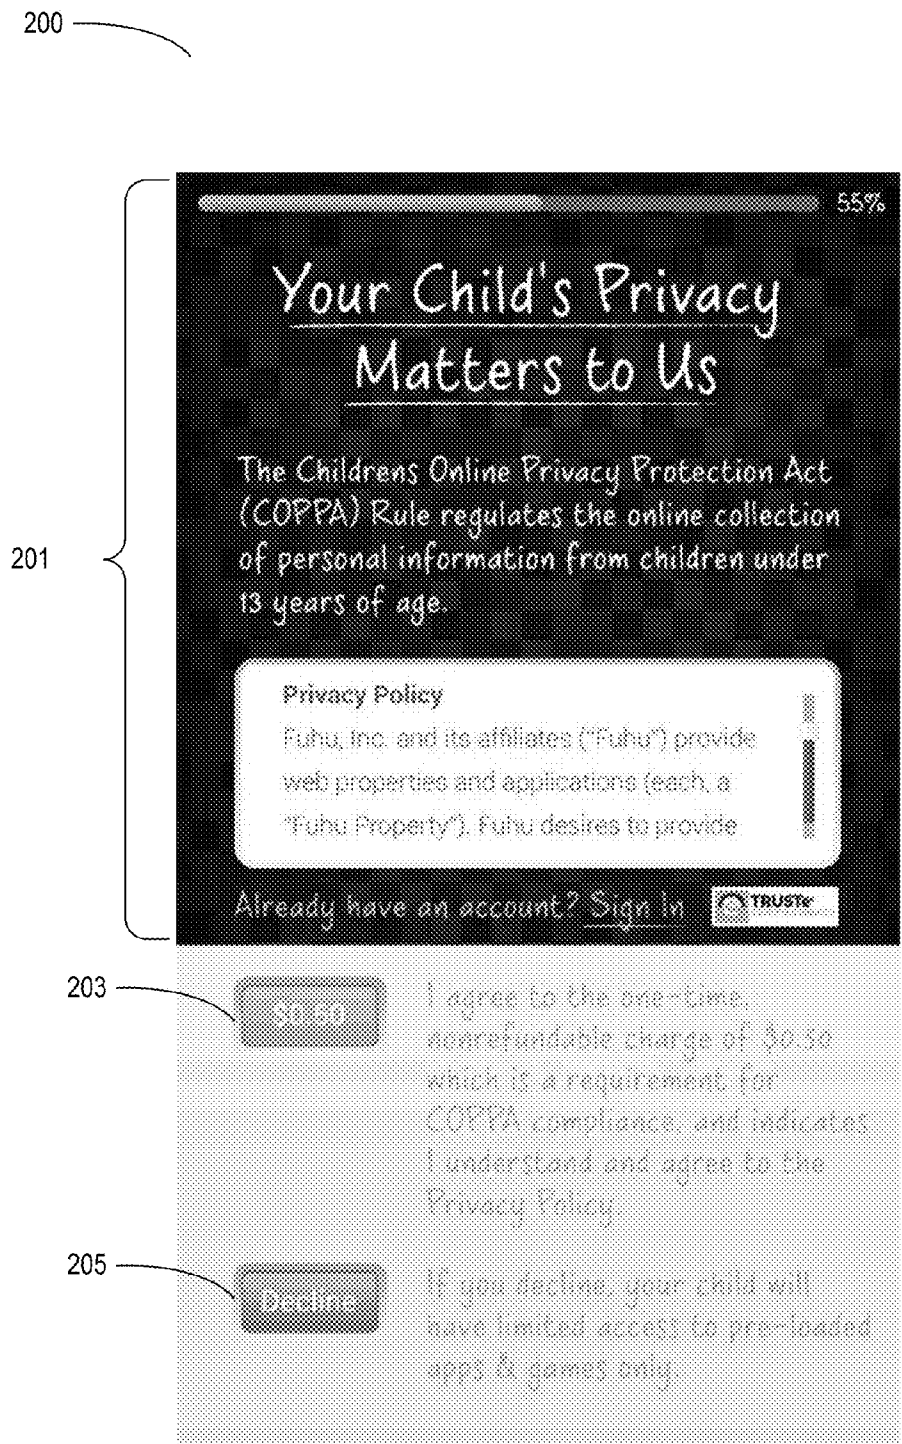 200
55%
Your Child's Privacy
Matters to Us
The Childrens Online Privacy Protection Act
(COPPA) Rule regulates the online collection
of personal information from children under
13 years of age.
201
Privacy Policy
Fuhu, Inc. and its affiliates ("Fuhu") provide
web properties and applications (each, a
"Fuhu Property"). Fuhu desires to provide
Already have an account? Sign In
TRUSTe
203
$0.50
I agree to the one-time,
nonrefundable charge of $0.50
which is a requirement for
COPPA compliance, and indicates
I understand and agree to the
Privacy Policy.
205
Decline
If you decline, your child will
have limited access to pre-loaded
apps & games only.